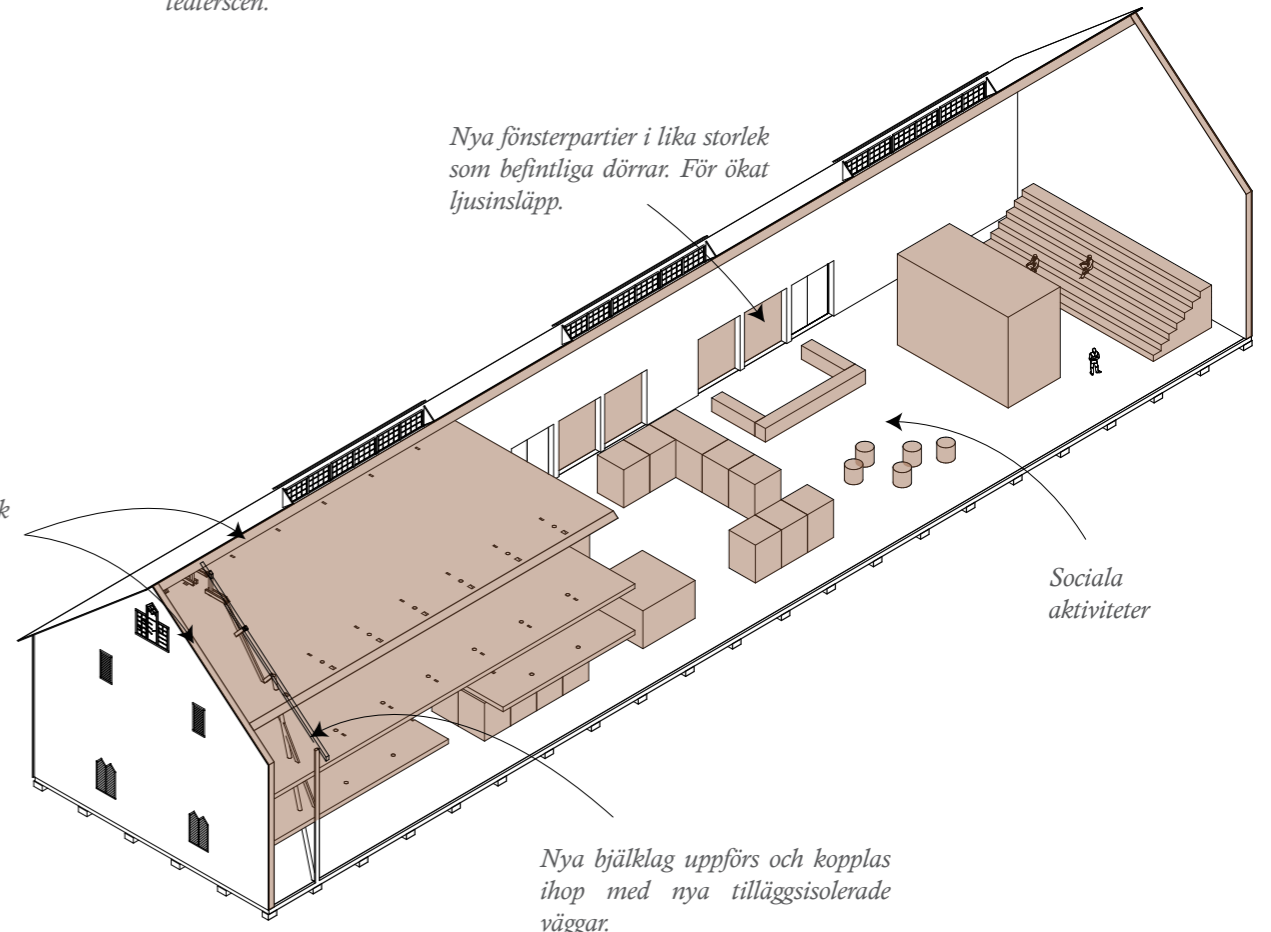 teaterscen.
Nya fönsterpartier i lika storlek
som befintliga dörrar. För ökat
ljusinsläpp.
k
Sociala
aktiviteter
Nya bjälklag uppförs och kopplas
ihop med nya tilläggsisolerade
väggar.